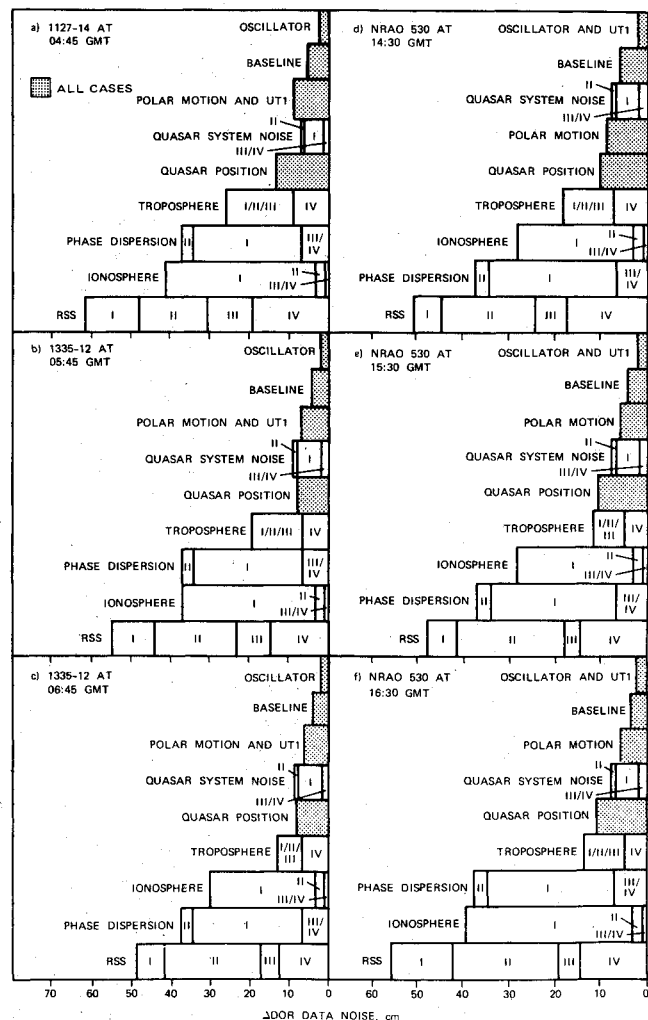 a) 1127-14 AT
04:45 GMT
OSCILLATOR
BASELINE
ALL CASES
POLAR MOTION AND UT1
II
QUASAR SYSTEM NOISE I
III/IV
QUASAR POSITION
TROPOSPHERE I/II/III IV
PHASE DISPERSION II I III/
IV
IONOSPHERE I II
III/IV
RSS I II III IV
b) 1335-12 AT
05:45 GMT
OSCILLATOR
BASELINE
POLAR MOTION AND UT1
II
QUASAR SYSTEM NOISE I
III/IV
QUASAR POSITION
TROPOSPHERE I/II/III IV
PHASE DISPERSION II I III/
IV
IONOSPHERE I II
III/IV
RSS I II III IV
c) 1335-12 AT
06:45 GMT
OSCILLATOR
BASELINE
POLAR MOTION AND UT1
II
QUASAR SYSTEM NOISE I
III/IV
QUASAR POSITION
TROPOSPHERE I/II/
III IV
IONOSPHERE I II
III/IV
PHASE DISPERSION II I III/
IV
RSS I II III IV
80 60 40 30 20 10 0
d) NRAO 530 AT
14:30 GMT
OSCILLATOR AND UT1
BASELINE
QUASAR SYSTEM NOISE II I
III/IV
POLAR MOTION
QUASAR POSITION
TROPOSPHERE I/II/III IV
IONOSPHERE I II
III/IV
PHASE DISPERSION II I III/
IV
RSS I II III IV
e) NRAO 530 AT
15:30 GMT
OSCILLATOR AND UT1
BASELINE
POLAR MOTION
II
QUASAR SYSTEM NOISE I
III/IV
QUASAR POSITION
TROPOSPHERE I/II/
III IV
IONOSPHERE I II
III/IV
PHASE DISPERSION II I III/
IV
RSS I II III IV
f) NRAO 530 AT
16:30 GMT
OSCILLATOR AND UT1
BASELINE
POLAR MOTION
II
QUASAR SYSTEM NOISE I
III/IV
QUASAR POSITION
TROPOSPHERE I/II/III IV
PHASE DISPERSION II I III/
IV
IONOSPHERE I II
III/IV
RSS I II III IV
60 40 30 20 10 0
ΔDOR DATA NOISE, cm